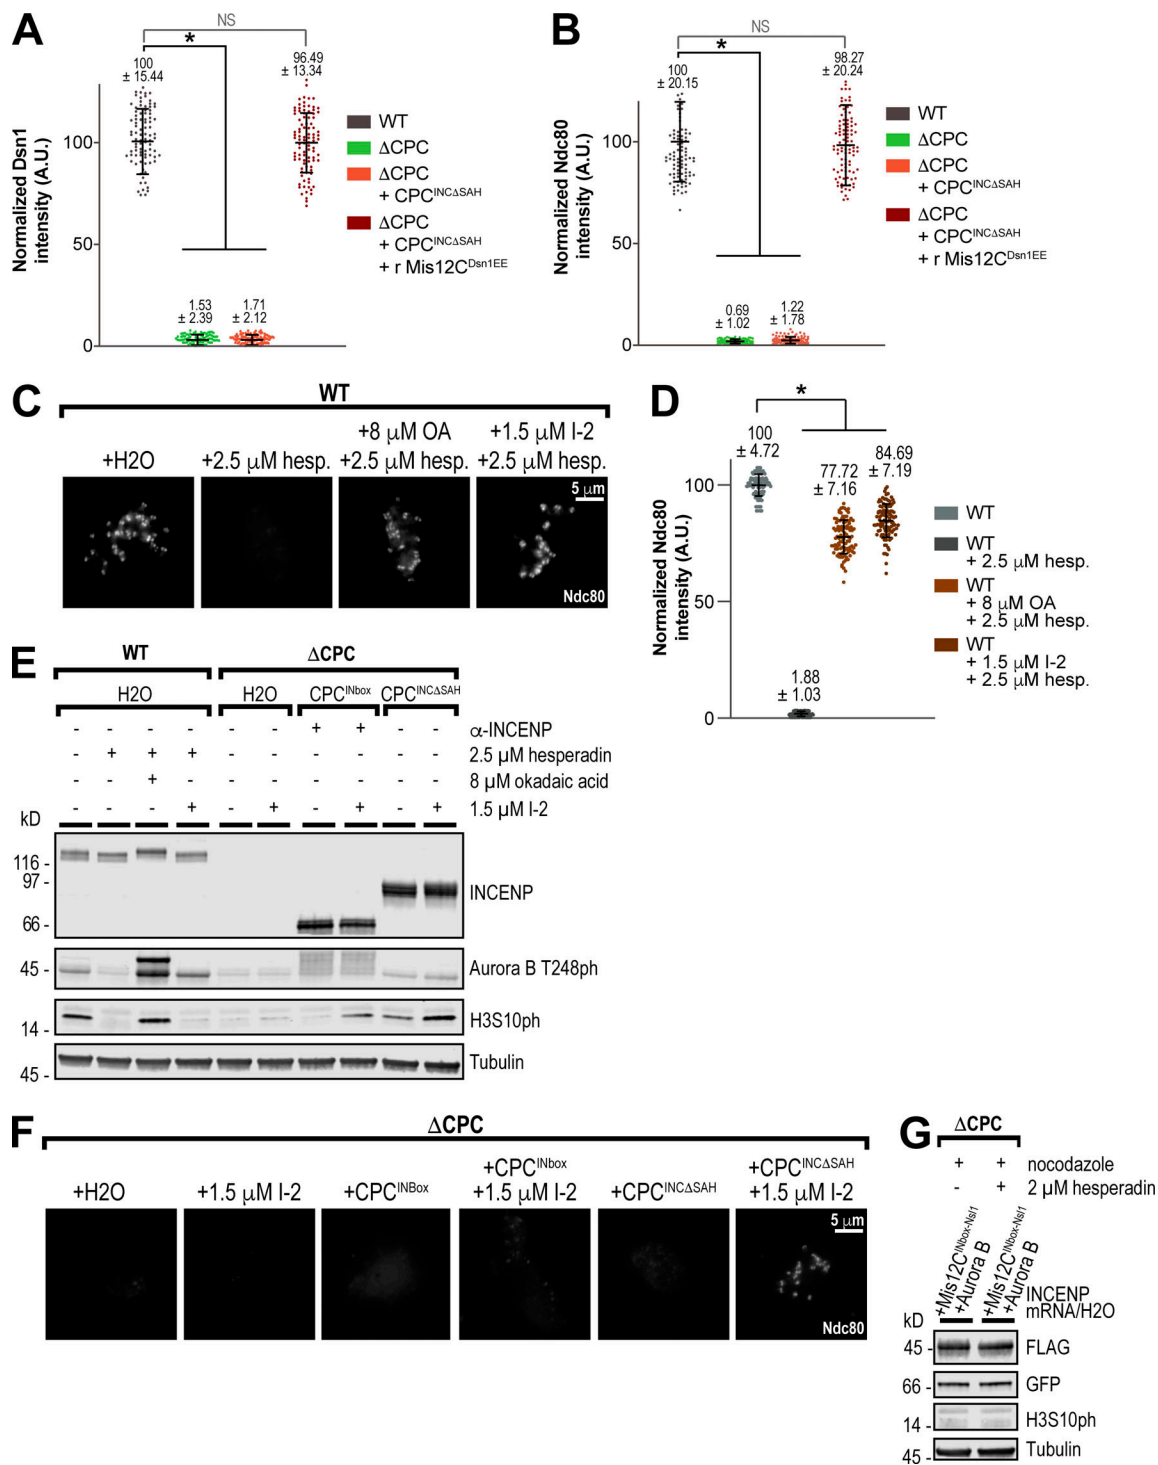 A
NS
*
100
± 15.44
96.49
± 13.34
Normalized Dsn1
intensity (A.U.)
100
50
0
1.53
± 2.39
1.71
± 2.12
WT
ΔCPC
ΔCPC
+ CPC^INCΔSAH
ΔCPC
+ CPC^INCΔSAH
+ r Mis12C^Dsn1EE
B
NS
*
100
± 20.15
98.27
± 20.24
Normalized Ndc80
intensity (A.U.)
100
50
0
0.69
± 1.02
1.22
± 1.78
WT
ΔCPC
ΔCPC
+ CPC^INCΔSAH
ΔCPC
+ CPC^INCΔSAH
+ r Mis12C^Dsn1EE
C
WT
+H2O
+2.5 μM hesp.
+8 μM OA
+2.5 μM hesp.
+1.5 μM I-2
+2.5 μM hesp.
5 μm
Ndc80
D
*
100
± 4.72
77.72
± 7.16
84.69
± 7.19
Normalized Ndc80
intensity (A.U.)
100
50
0
1.88
± 1.03
WT
WT
+ 2.5 μM hesp.
WT
+ 8 μM OA
+ 2.5 μM hesp.
WT
+ 1.5 μM I-2
+ 2.5 μM hesp.
E
WT ΔCPC
H2O H2O CPC^INbox CPC^INCΔSAH
- - - - - - + + - - α-INCENP
- + + + - - - - - - 2.5 μM hesperadin
- - + - - - - - - - 8 μM okadaic acid
- - - + - + - + - + 1.5 μM I-2
kD
116 -
97 -
66 -
INCENP
45 -
Aurora B T248ph
14 -
H3S10ph
45 -
Tubulin
F
ΔCPC
+H2O
+1.5 μM I-2
+CPC^INBox
+CPC^INbox
+1.5 μM I-2
+CPC^INCΔSAH
+CPC^INCΔSAH
+1.5 μM I-2
5 μm
Ndc80
G
ΔCPC
+ + nocodazole
- + 2 μM hesperadin
+Mis12C^INbox-Nsl1
+Aurora B
+Mis12C^INbox-Nsl1
+Aurora B
INCENP
mRNA/H2O
kD
45 - FLAG
66 - GFP
14 - H3S10ph
45 - Tubulin